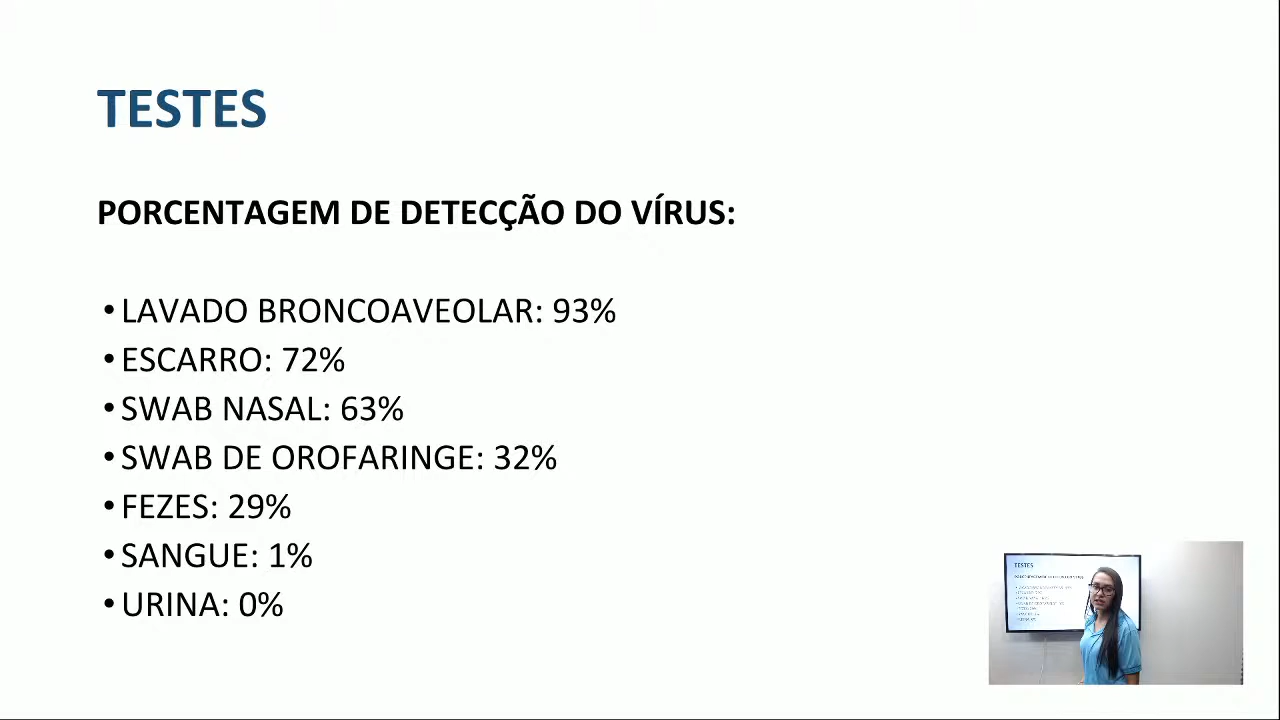 TESTES
PORCENTAGEM DE DETECÇÃO DO VÍRUS:
• LAVADO BRONCOAVEOLAR: 93%
• ESCARRO: 72%
• SWAB NASAL: 63%
• SWAB DE OROFARINGE: 32%
• FEZES: 29%
• SANGUE: 1%
• URINA: 0%
TESTES